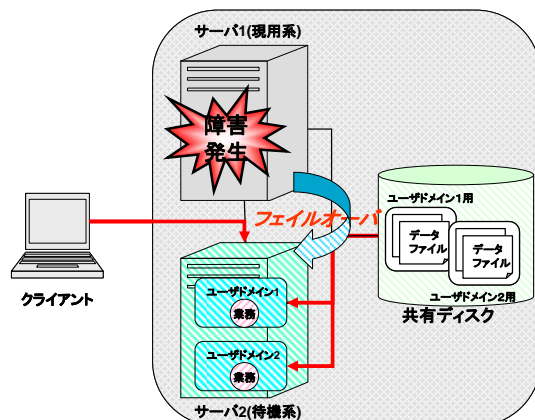 サーバ1(現用系)
障害
発生
フェイルオーバ
ユーザドメイン1用
データ
ファイル
データ
ファイル
ユーザドメイン2用
共有ディスク
クライアント
ユーザドメイン1
業務
ユーザドメイン2
業務
サーバ2(待機系)